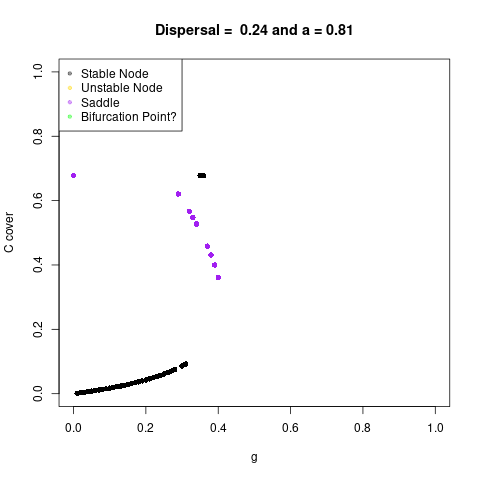 Dispersal =  0.24 and a = 0.81
Stable Node
Unstable Node
Saddle
Bifurcation Point?
C cover
1.0
0.8
0.6
0.4
0.2
0.0
0.0 0.2 0.4 0.6 0.8 1.0
g